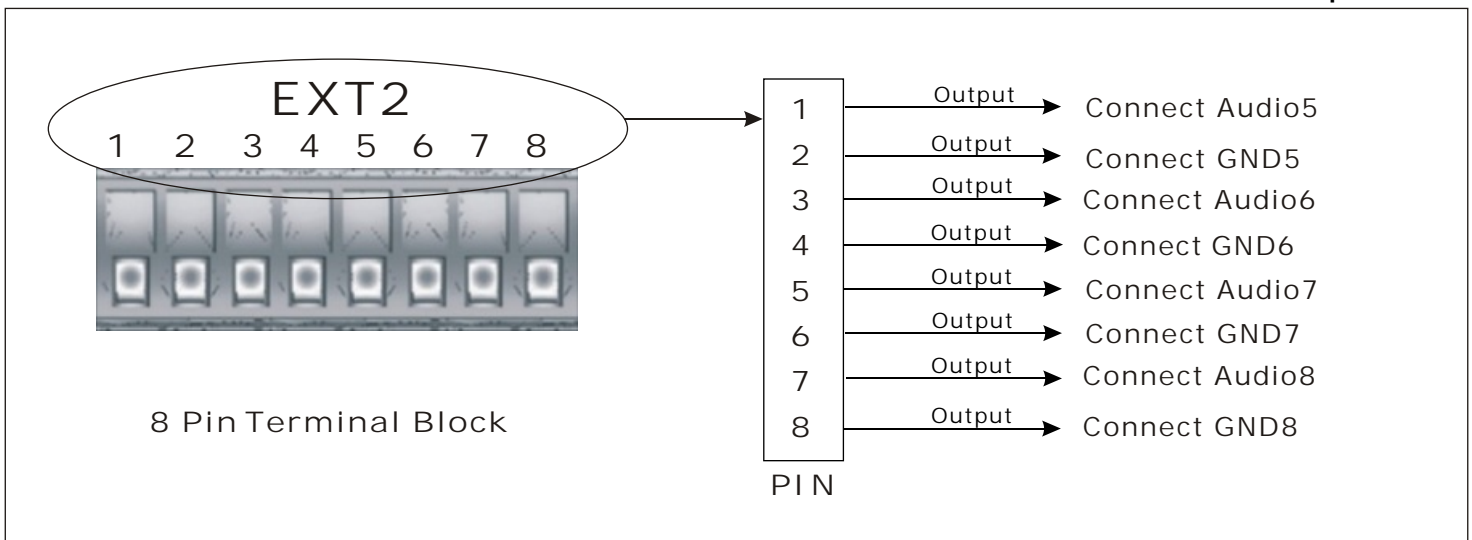 EXT2
1 2 3 4 5 6 7 8
8 Pin Terminal Block
1 Output Connect Audio5
2 Output Connect GND5
3 Output Connect Audio6
4 Output Connect GND6
5 Output Connect Audio7
6 Output Connect GND7
7 Output Connect Audio8
8 Output Connect GND8
PIN